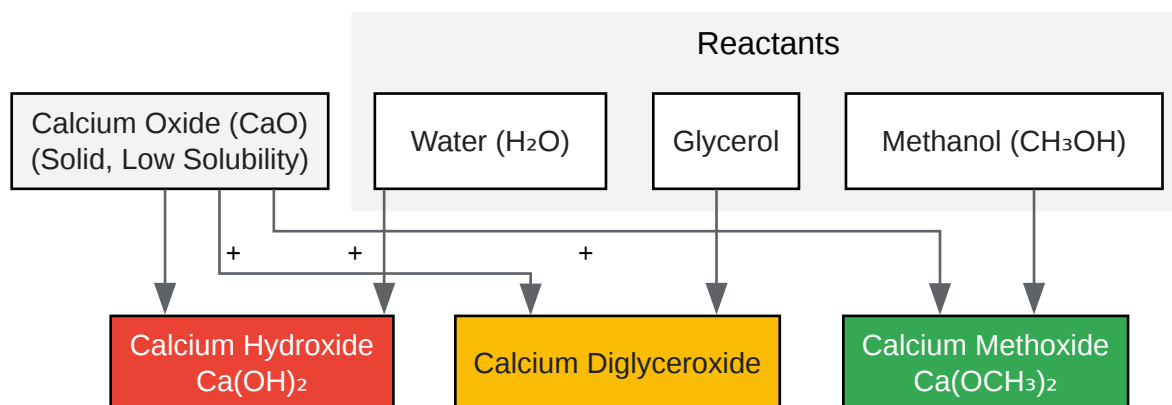 Reactants
Calcium Oxide (CaO)
(Solid, Low Solubility)
Water (H₂O)
Glycerol
Methanol (CH₃OH)
+
+
+
Calcium Hydroxide
Ca(OH)₂
Calcium Diglyceroxide
Calcium Methoxide
Ca(OCH₃)₂